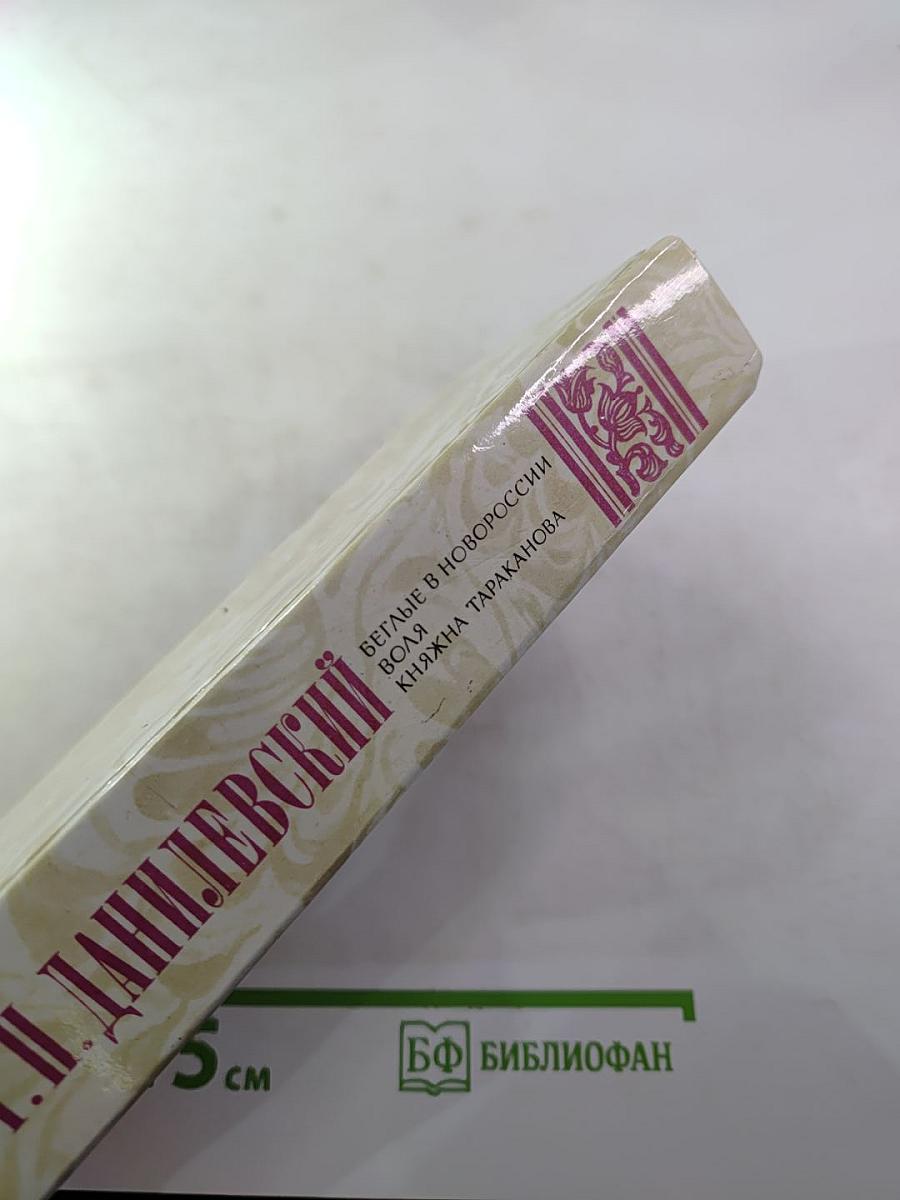 Г.П. ДАНИЛЕВСКИЙ
БЕГЛЫЕ В НОВОРОССИИ
ВОЛЯ
КНЯЖНА ТАРАКАНОВА
5 см
БФ БИБЛИОФАН